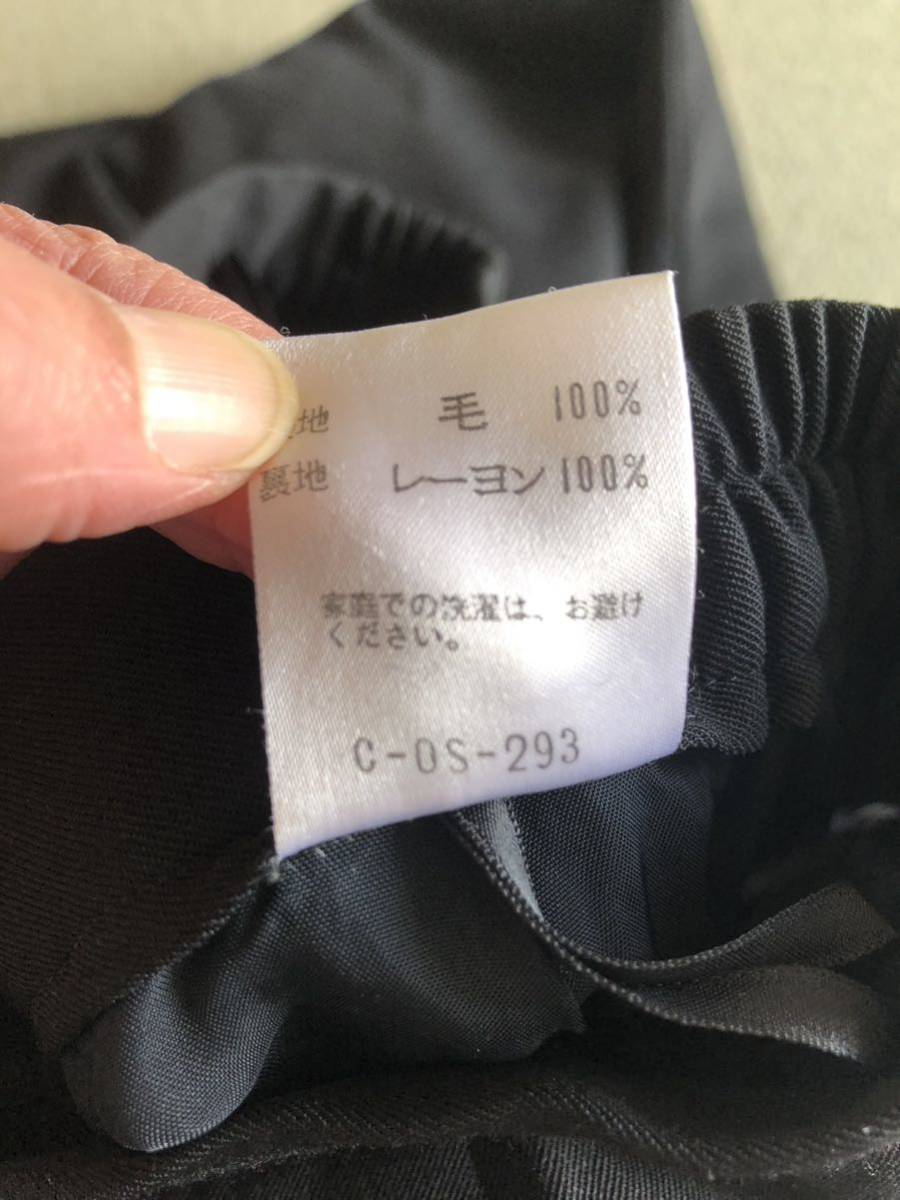 地 毛 100%
裏地 レーヨン 100%
家庭での洗濯は、お避け
ください。
C-OS-293